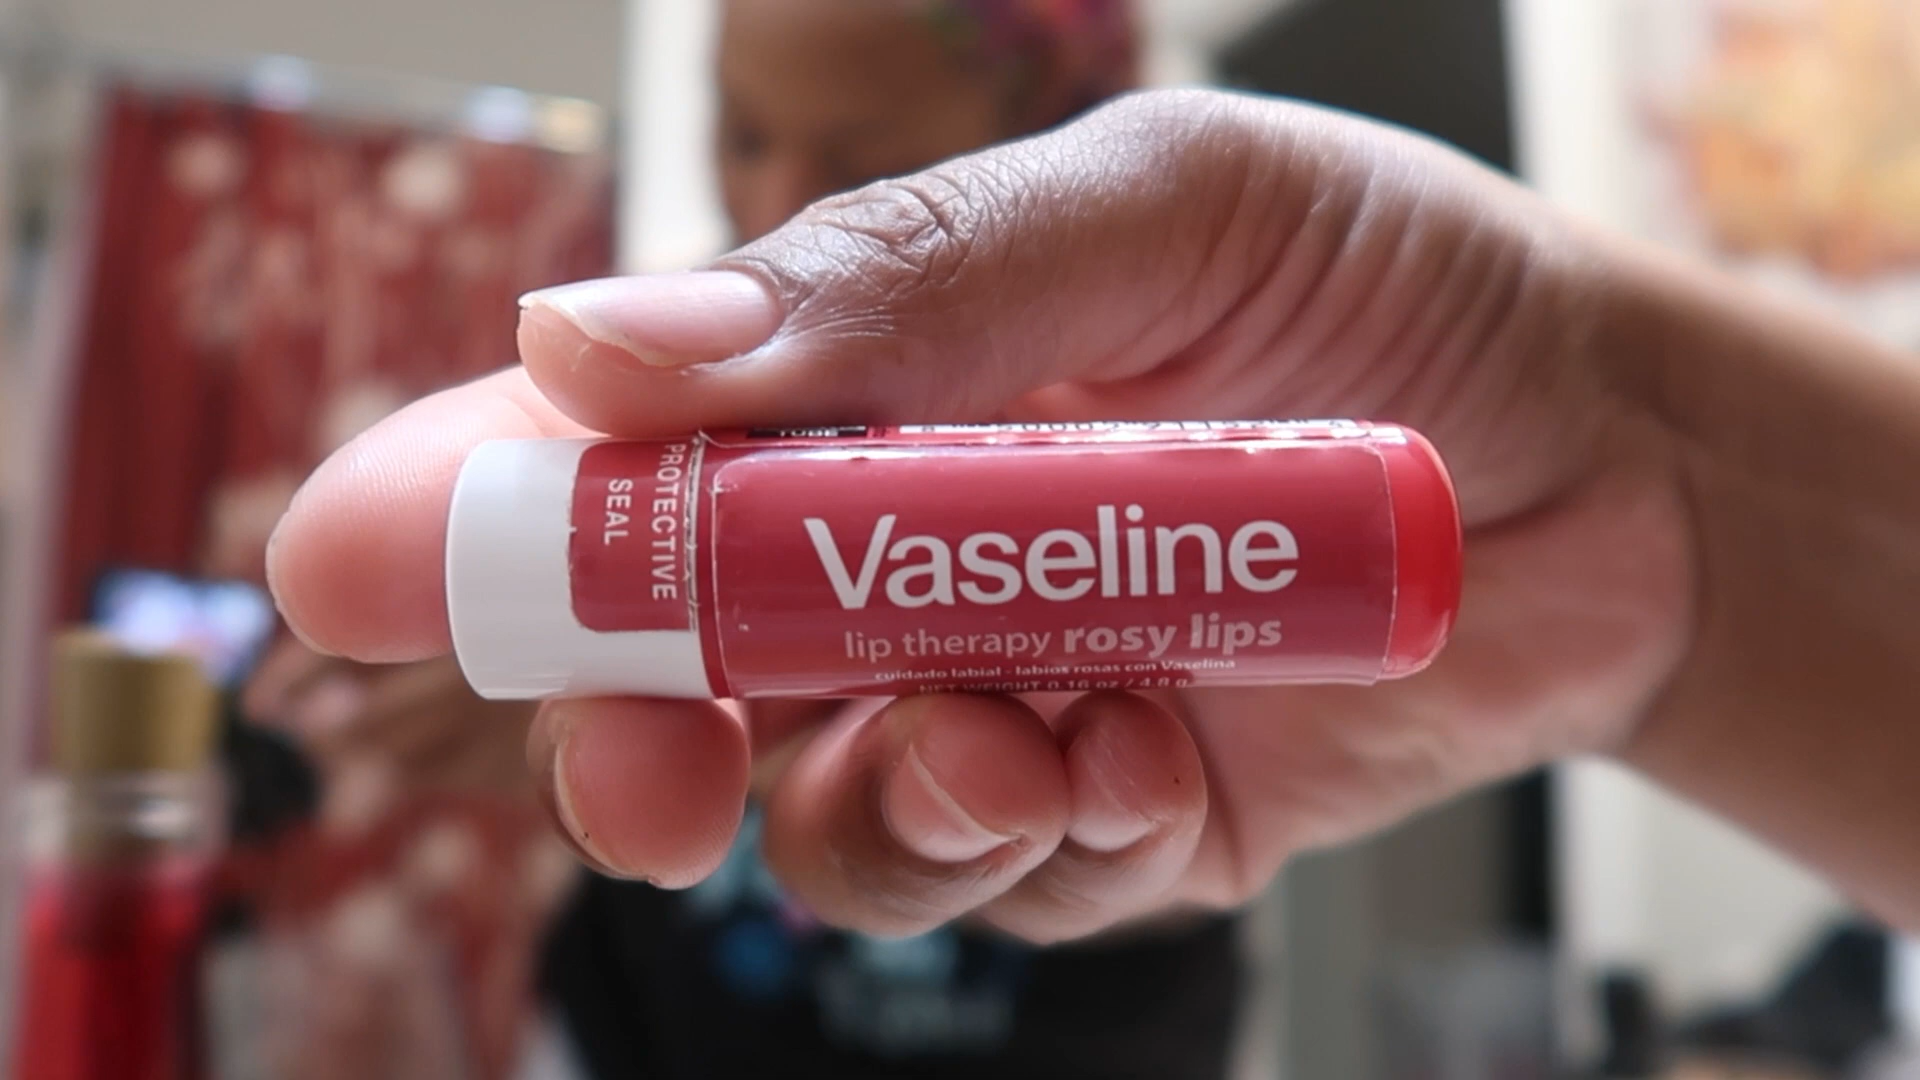 PROTECTIVE
SEAL
TUBE
Vaseline
lip therapy rosy lips
cuidado labial - labios rosas con Vaselina
NET WEIGHT 0.16 oz / 4.8 g